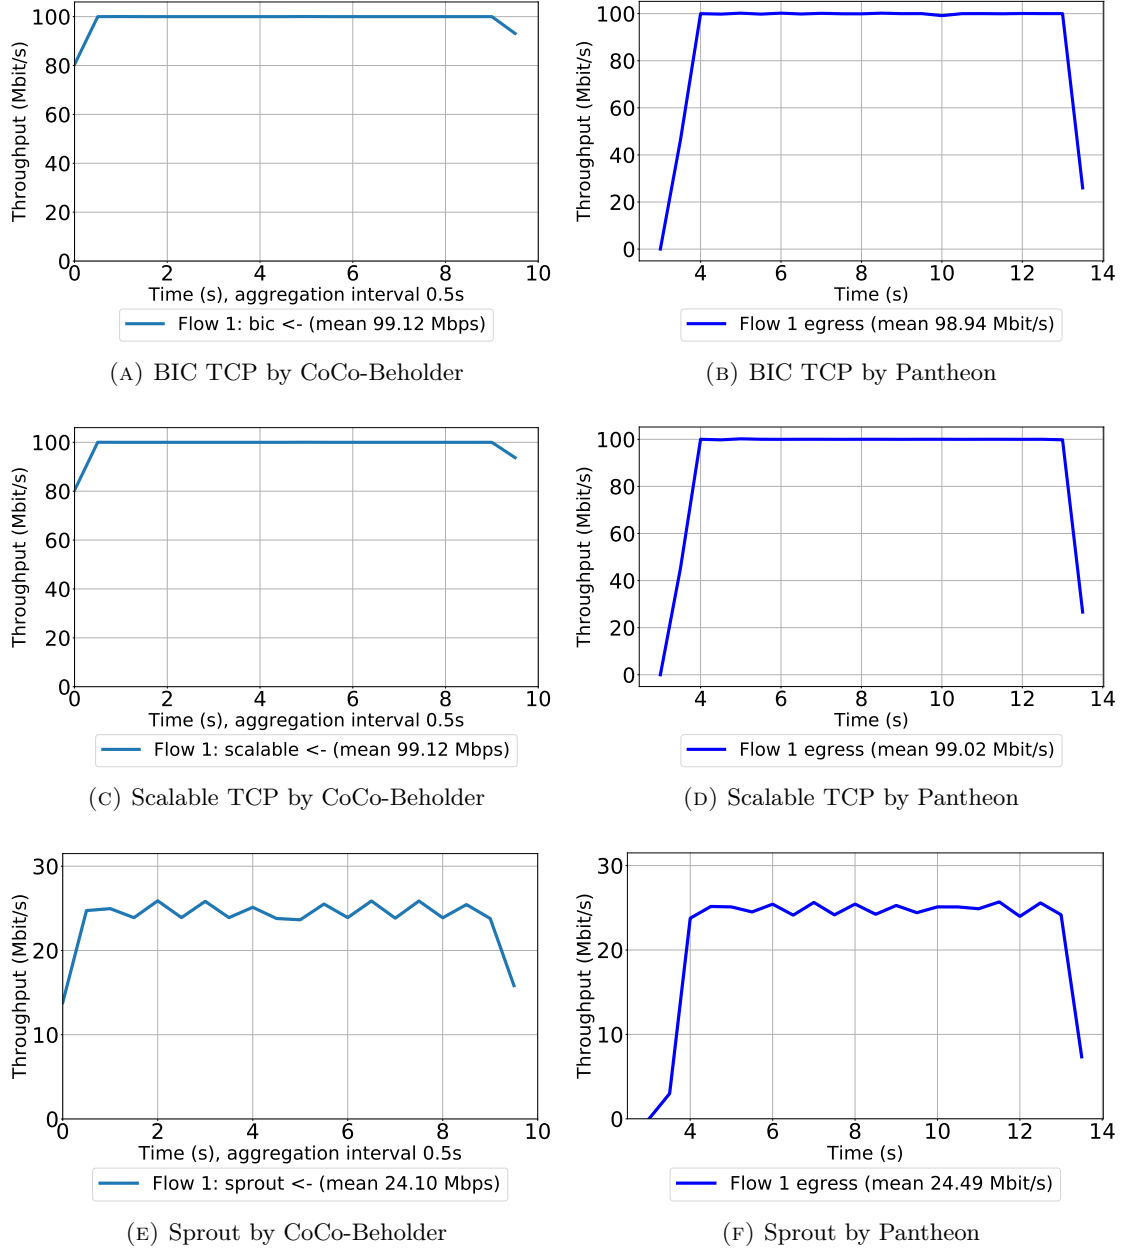 100
80
60
40
20
0
Throughput (Mbit/s)
0 2 4 6 8 10
Time (s), aggregation interval 0.5s
Flow 1: bic <- (mean 99.12 Mbps)
(A) BIC TCP by CoCo-Beholder
100
80
60
40
20
0
Throughput (Mbit/s)
4 6 8 10 12 14
Time (s)
Flow 1 egress (mean 98.94 Mbit/s)
(B) BIC TCP by Pantheon
100
80
60
40
20
0
Throughput (Mbit/s)
0 2 4 6 8 10
Time (s), aggregation interval 0.5s
Flow 1: scalable <- (mean 99.12 Mbps)
(C) Scalable TCP by CoCo-Beholder
100
80
60
40
20
0
Throughput (Mbit/s)
4 6 8 10 12 14
Time (s)
Flow 1 egress (mean 99.02 Mbit/s)
(D) Scalable TCP by Pantheon
30
20
10
0
Throughput (Mbit/s)
0 2 4 6 8 10
Time (s), aggregation interval 0.5s
Flow 1: sprout <- (mean 24.10 Mbps)
(E) Sprout by CoCo-Beholder
30
20
10
0
Throughput (Mbit/s)
4 6 8 10 12 14
Time (s)
Flow 1 egress (mean 24.49 Mbit/s)
(F) Sprout by Pantheon